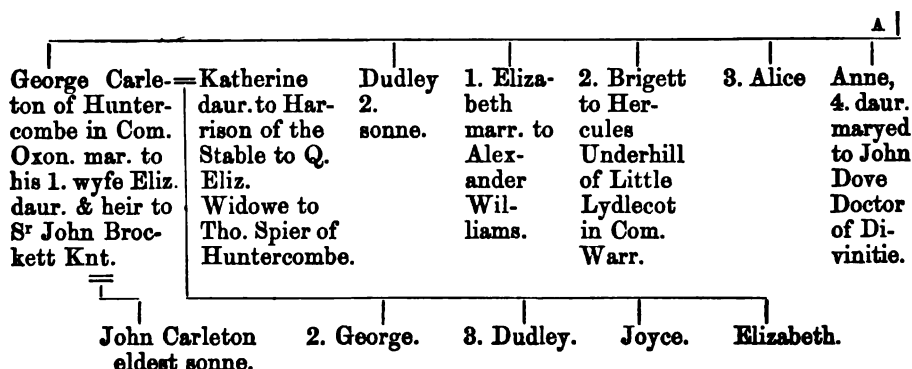 A
George Carle-
ton of Hunter-
combe in Com.
Oxon. mar. to
his 1. wyfe Eliz.
daur. & heir to
Sr John Broc-
kett Knt.
=
Katherine
daur. to Har-
rison of the
Stable to Q.
Eliz.
Widowe to
Tho. Spier of
Huntercombe.
Dudley
2.
sonne.
1. Eliza-
beth
marr. to
Alex-
ander
Wil-
liams.
2. Brigett
to Her-
cules
Underhill
of Little
Lydlecot
in Com.
Warr.
3. Alice
Anne,
4. daur.
maryed
to John
Dove
Doctor
of Di-
vinitie.
John Carleton
eldest sonne.
2. George.
3. Dudley.
Joyce.
Elizabeth.